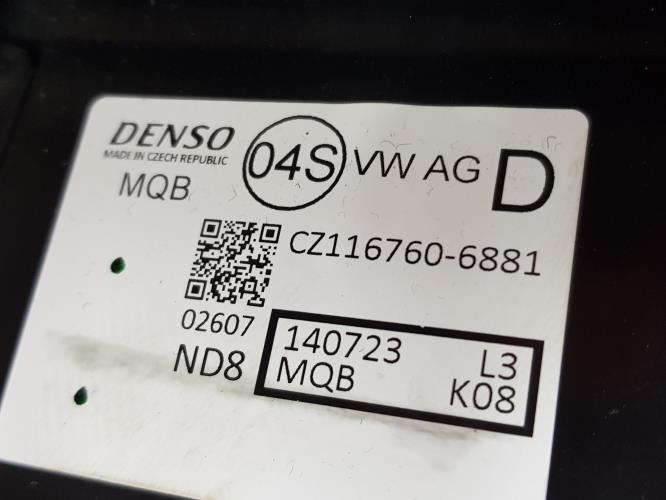 DENSO 04S VW AG D
MADE IN CZECH REPUBLIC
MQB
CZ116760-6881
02607
ND8
140723 L3
MQB K08